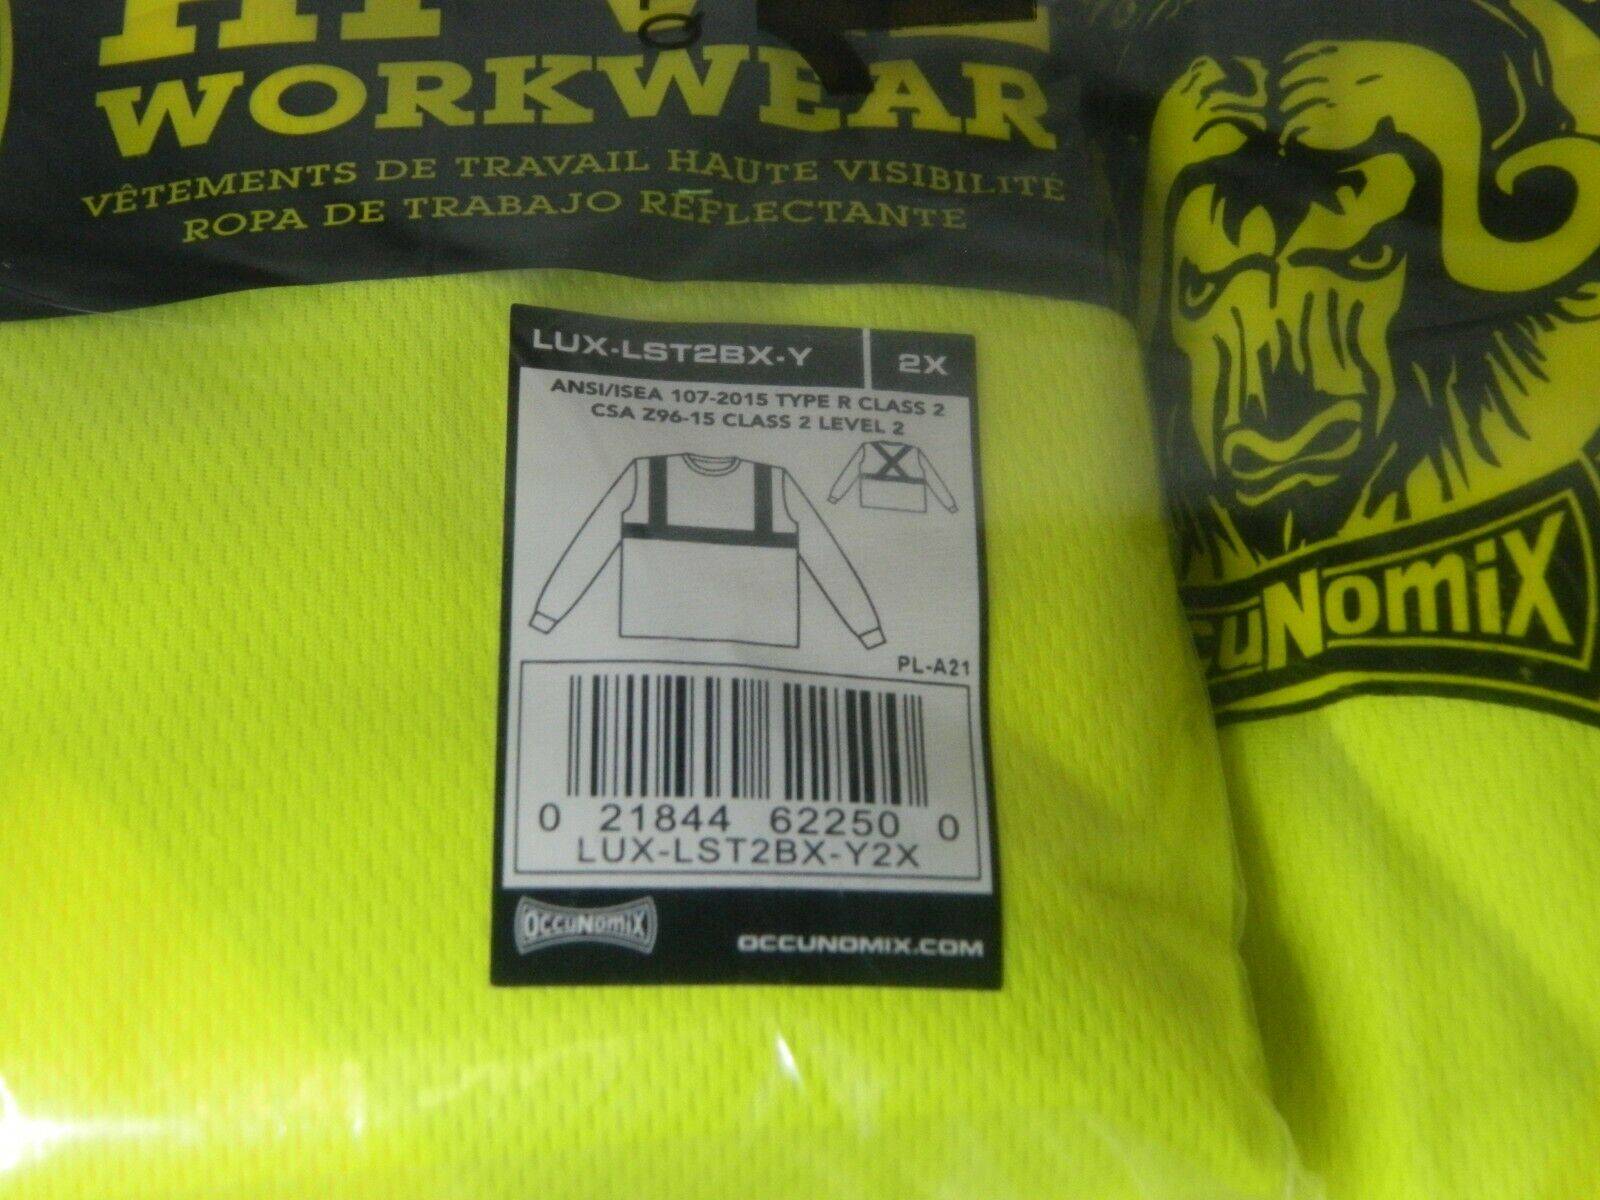 WORKWEAR
VÊTEMENTS DE TRAVAIL HAUTE VISIBILITÉ
ROPA DE TRABAJO REFLECTANTE
LUX-LST2BX-Y 2X
ANSI/ISEA 107-2015 TYPE R CLASS 2
CSA Z96-15 CLASS 2 LEVEL 2
PL-A21
0 21844 62250 0
LUX-LST2BX-Y2X
OCCUNOMIX
OCCUNOMIX.COM
CCUNOMIX